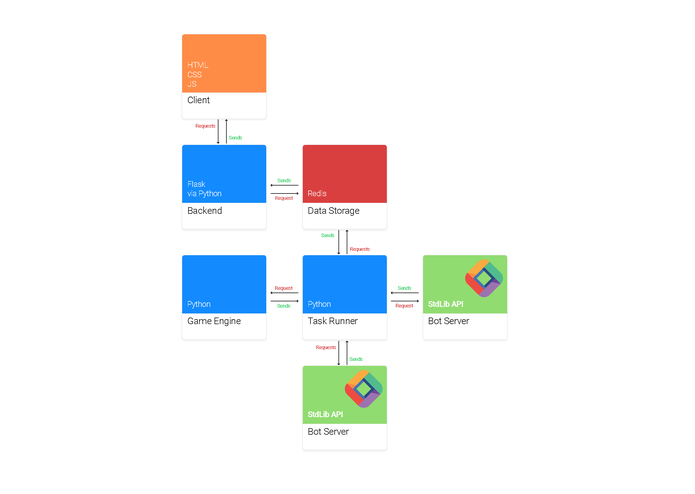 HTML
CSS
JS
Client
Requests
Sends
Flask
via Python
Backend
Sends
Request
Redis
Data Storage
Sends
Requests
Python
Game Engine
Request
Sends
Python
Task Runner
Sends
Request
StdLib API
Bot Server
Requests
Sends
StdLib API
Bot Server